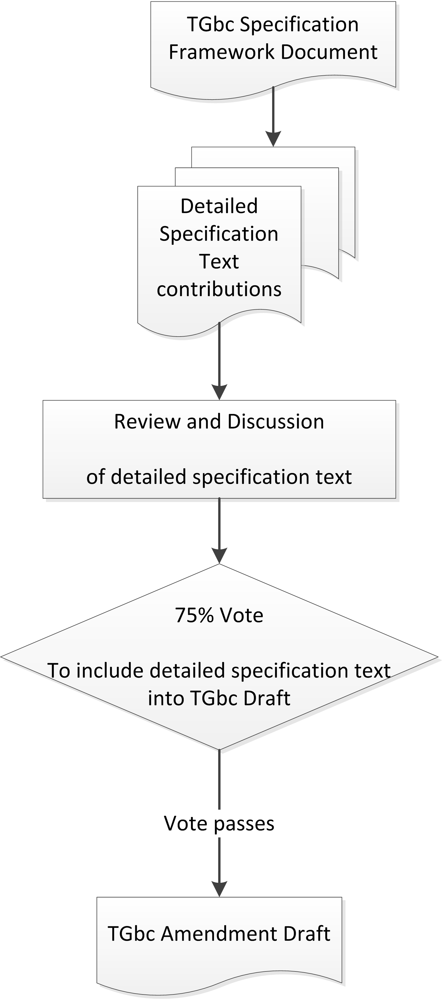 TGbc Specification
Framework Document
Detailed
Specification
Text
contributions
Review and Discussion
of detailed specification text
75% Vote
To include detailed specification text
into TGbc Draft
Vote passes
TGbc Amendment Draft